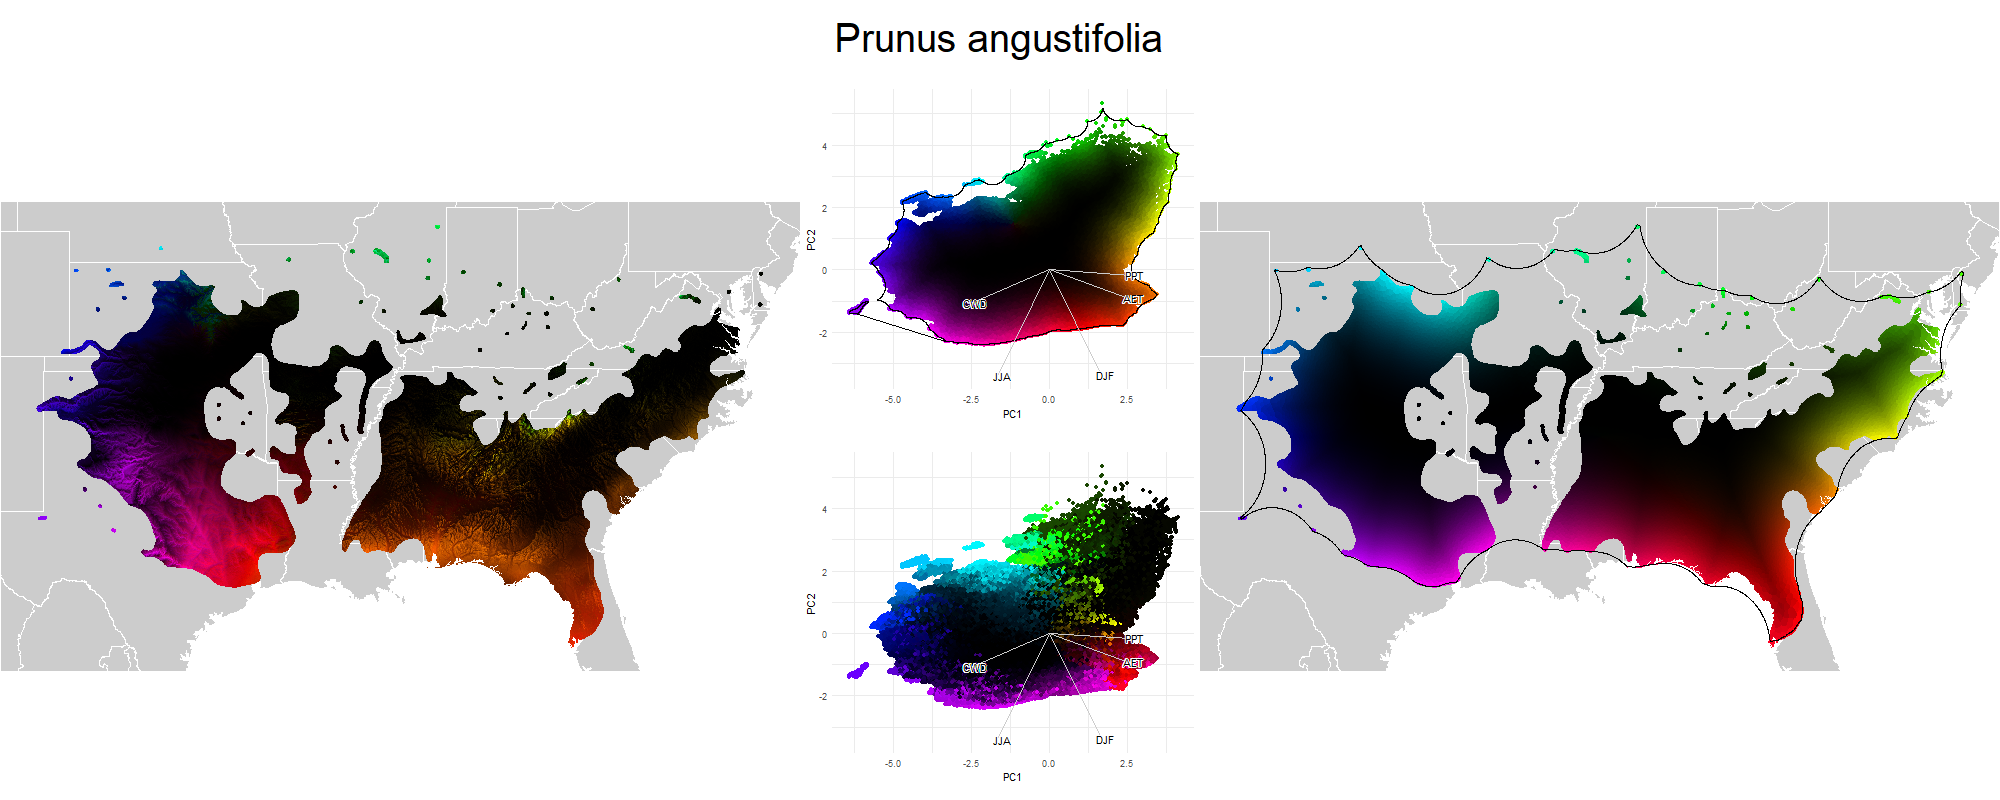 Prunus angustifolia
4
2
0
-2
PC2
PPT
AET
CWD
JJA
DJF
-5.0
-2.5
0.0
2.5
PC1
4
2
0
-2
PC2
PPT
AET
CWD
JJA
DJF
-5.0
-2.5
0.0
2.5
PC1